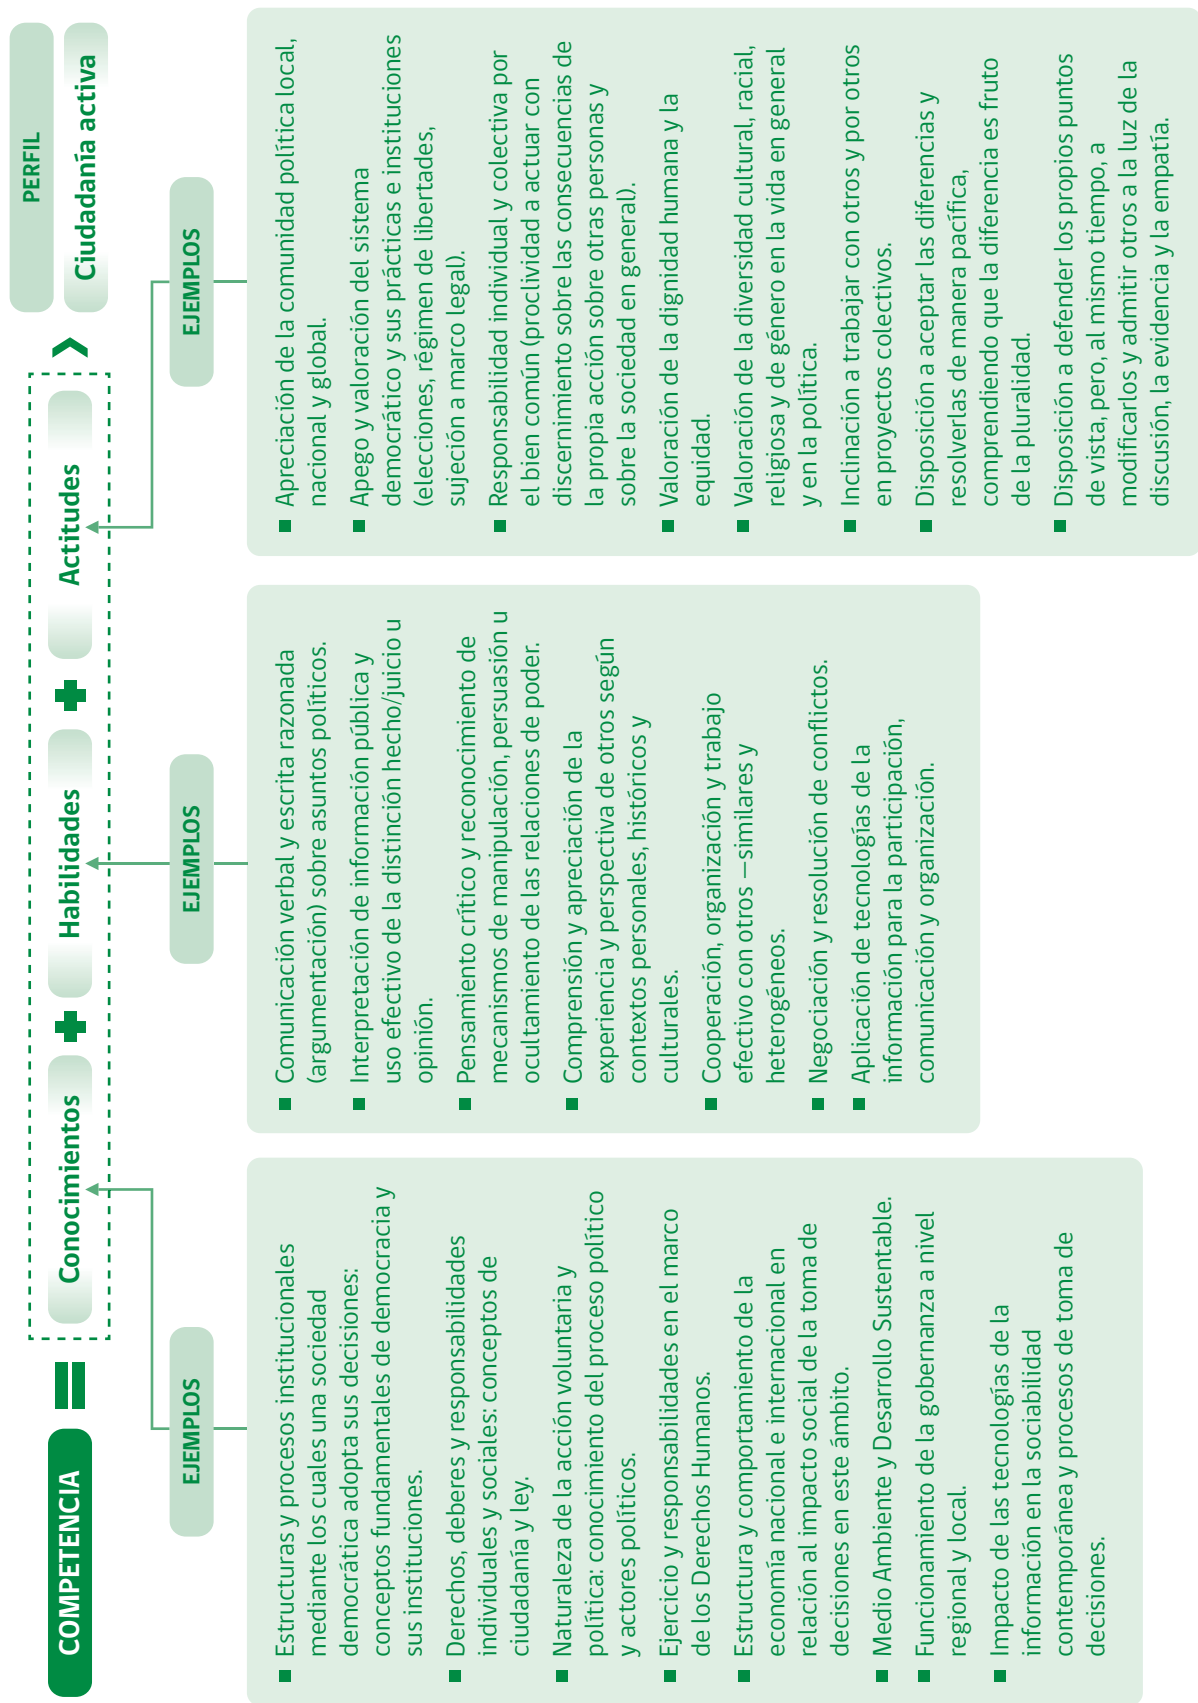 COMPETENCIA
Conocimientos
Habilidades
Actitudes
PERFIL
Ciudadanía activa
EJEMPLOS
Estructuras y procesos institucionales
mediante los cuales una sociedad
democrática adopta sus decisiones:
conceptos fundamentales de democracia y
sus instituciones.
Derechos, deberes y responsabilidades
individuales y sociales: conceptos de
ciudadanía y ley.
Naturaleza de la acción voluntaria y
política: conocimiento del proceso político
y actores políticos.
Ejercicio y responsabilidades en el marco
de los Derechos Humanos.
Estructura y comportamiento de la
economía nacional e internacional en
relación al impacto social de la toma de
decisiones en este ámbito.
Medio Ambiente y Desarrollo Sustentable.
Funcionamiento de la gobernanza a nivel
regional y local.
Impacto de las tecnologías de la
información en la sociabilidad
contemporánea y procesos de toma de
decisiones.
EJEMPLOS
Comunicación verbal y escrita razonada
(argumentación) sobre asuntos políticos.
Interpretación de información pública y
uso efectivo de la distinción hecho/juicio u
opinión.
Pensamiento crítico y reconocimiento de
mecanismos de manipulación, persuasión u
ocultamiento de las relaciones de poder.
Comprensión y apreciación de la
experiencia y perspectiva de otros según
contextos personales, históricos y
culturales.
Cooperación, organización y trabajo
efectivo con otros —similares y
heterogéneos.
Negociación y resolución de conflictos.
Aplicación de tecnologías de la
información para la participación,
comunicación y organización.
EJEMPLOS
Apreciación de la comunidad política local,
nacional y global.
Apego y valoración del sistema
democrático y sus prácticas e instituciones
(elecciones, régimen de libertades,
sujeción a marco legal).
Responsabilidad individual y colectiva por
el bien común (proclividad a actuar con
discernimiento sobre las consecuencias de
la propia acción sobre otras personas y
sobre la sociedad en general).
Valoración de la dignidad humana y la
equidad.
Valoración de la diversidad cultural, racial,
religiosa y de género en la vida en general
y en la política.
Inclinación a trabajar con otros y por otros
en proyectos colectivos.
Disposición a aceptar las diferencias y
resolverlas de manera pacífica,
comprendiendo que la diferencia es fruto
de la pluralidad.
Disposición a defender los propios puntos
de vista, pero, al mismo tiempo, a
modificarlos y admitir otros a la luz de la
discusión, la evidencia y la empatía.